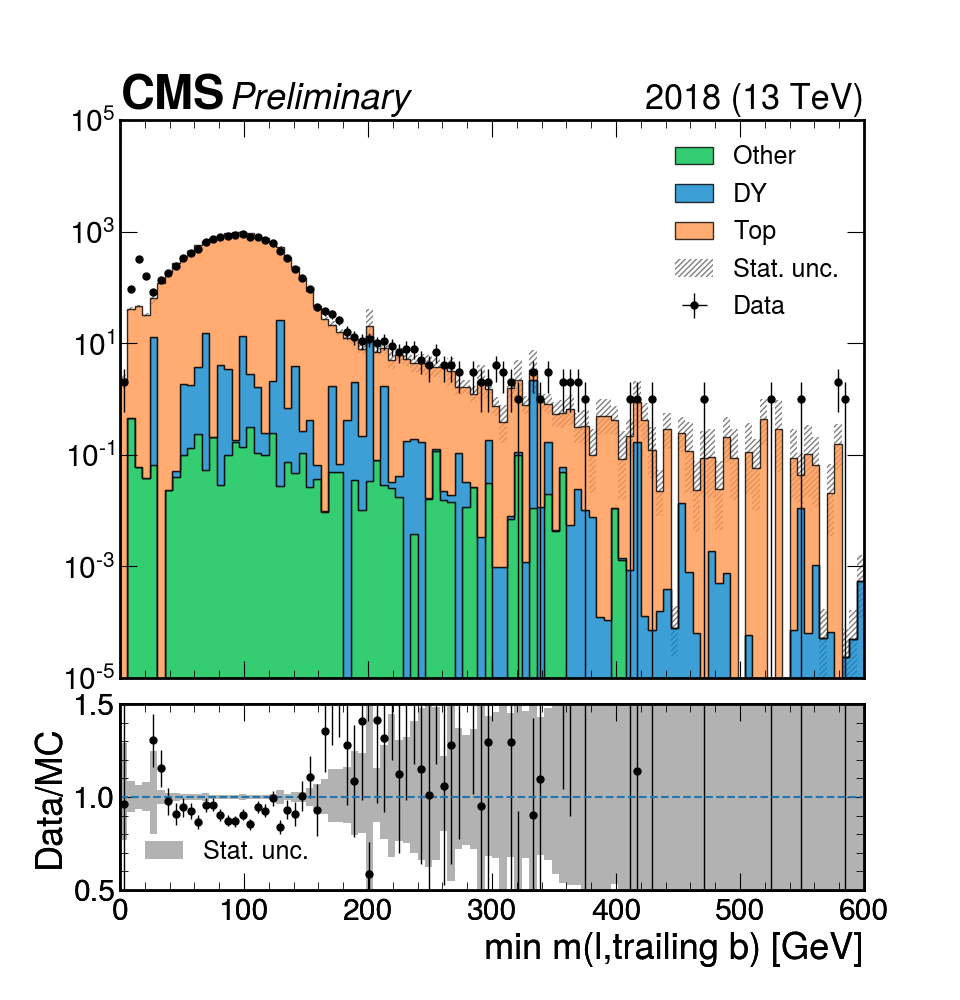 CMS Preliminary 2018 (13 TeV)
10^5
10^3
10^1
10^-1
10^-3
10^-5
Other
DY
Top
Stat. unc.
Data
Data/MC
1.5
1.0
0.5
Stat. unc.
0 100 200 300 400 500 600
min m(l,trailing b) [GeV]